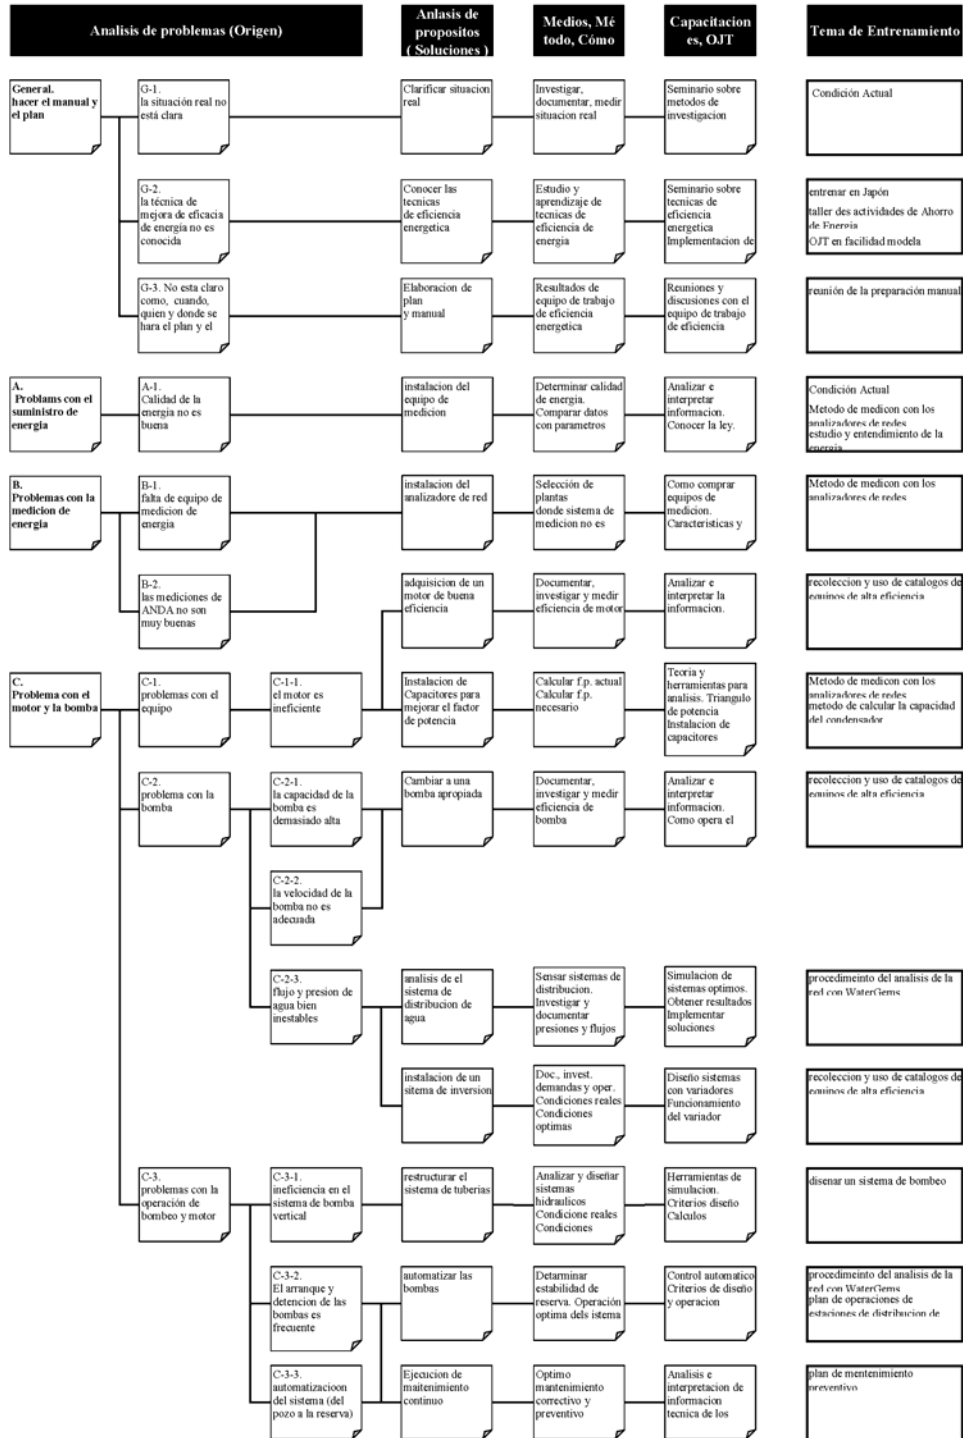 Analisis de problemas (Origen)
Anlasis de
propositos
( Soluciones )
Medios, Mé
todo, Cómo
Capacitacion
es, OJT
Tema de Entrenamiento
General.
hacer el manual y
el plan
G-1.
la situación real no
está clara
Clarificar situacion
real
Investigar,
documentar, medir
situacion real
Seminario sobre
metodos de
investigacion
Condición Actual
G-2.
la técnica de
mejora de eficacia
de energía no es
conocida
Conocer las
tecnicas
de eficiencia
energetica
Estudio y
aprendizaje de
tecnicas de
eficiencia de
energia
Seminario sobre
tecnicas de
eficiencia
energetica
Implementacion de
entrenar en Japón
taller des actividades de Ahorro
de Energia
OJT en facilidad modela
G-3. No esta claro
como, cuando,
quien y donde se
hara el plan y el
Elaboracion de
plan
y manual
Resultados de
equipo de trabajo
de eficiencia
energetica
Reuniones y
discusiones con el
equipo de trabajo
de eficiencia
reunión de la preparación manual
A.
Problams con el
suministro de
energia
A-1.
Calidad de la
energia no es
buena
instalacion del
equipo de
medicion
Determinar calidad
de energia.
Comparar datos
con parametros
Analizar e
interpretar
informacion.
Conocer la ley.
Condición Actual
Metodo de medicon con los
analizadores de redes
estudio y entendimiento de la
energia
B.
Problemas con la
medicion de
energia
B-1.
falta de equipo de
medicion de
energia
instalacion del
analizadore de red
Selección de
plantas
donde sistema de
medicion no es
Como comprar
equipos de
medicion.
Caracteristicas y
Metodo de medicon con los
analizadores de redes
B-2.
las mediciones de
ANDA no son
muy buenas
adquisicion de un
motor de buena
eficiencia
Documentar,
investigar y medir
eficiencia de motor
Analizar e
interpretar la
informacion.
recoleccion y uso de catalogos de
equipos de alta eficiencia
C.
Problema con el
motor y la bomba
C-1.
problemas con el
equipo
C-1-1.
el motor es
ineficiente
Instalacion de
Capacitores para
mejorar el factor
de potencia
Calcular f.p. actual
Calcular f.p.
necesario
Teoria y
herramientas para
analisis. Triangulo
de potencia
Instalacion de
capacitores
Metodo de medicon con los
analizadores de redes
metodo de calcular la capacidad
del condensador
C-2.
problema con la
bomba
C-2-1.
la capacidad de la
bomba es
demasiado alta
Cambiar a una
bomba apropiada
Documentar,
investigar y medir
eficiencia de
bomba
Analizar e
interpretar
informacion.
Como opera el
recoleccion y uso de catalogos de
equipos de alta eficiencia
C-2-2.
la velocidad de la
bomba no es
adecuada
C-2-3.
flujo y presion de
agua bien
inestables
analisis de el
sistema de
distribucion de
agua
Sensar sistemas de
distribucion.
Investigar y
documentar
presiones y flujos
Simulacion de
sistemas optimos.
Obtener resultados
Implementar
soluciones
procedimeinto del analisis de la
red con WaterGems
instalacion de un
sitema de inversion
Doc., invest.
demandas y oper.
Condiciones reales
Condiciones
optimas
Diseño sistemas
con variadores
Funcionamiento
del variador
recoleccion y uso de catalogos de
equipos de alta eficiencia
C-3.
problemas con la
operación de
bombeo y motor
C-3-1.
ineficiencia en el
sistema de bomba
vertical
restructurar el
sistema de tuberias
Analizar y diseñar
sistemas
hidraulicos
Condicione reales
Condiciones
Herramientas de
simulacion.
Criterios diseño
Calculos
disenar un sistema de bombeo
C-3-2.
El arranque y
detencion de las
bombas es
frecuente
automatizar las
bombas
Detarminar
estabilidad de
reserva. Operación
optima dels istema
Control automatico
Criterios de diseño
y operacion
procedimeinto del analisis de la
red con WaterGems
plan de operaciones de
estaciones de distribucion de
C-3-3.
automatizacioon
del sistema (del
pozo a la reserva)
Ejecucion de
maitenimiento
continuo
Optimo
mantenimiento
correctivo y
preventivo
Analisis e
interpretacion de
informacion
tecnica de los
plan de mentenimiento
preventivo